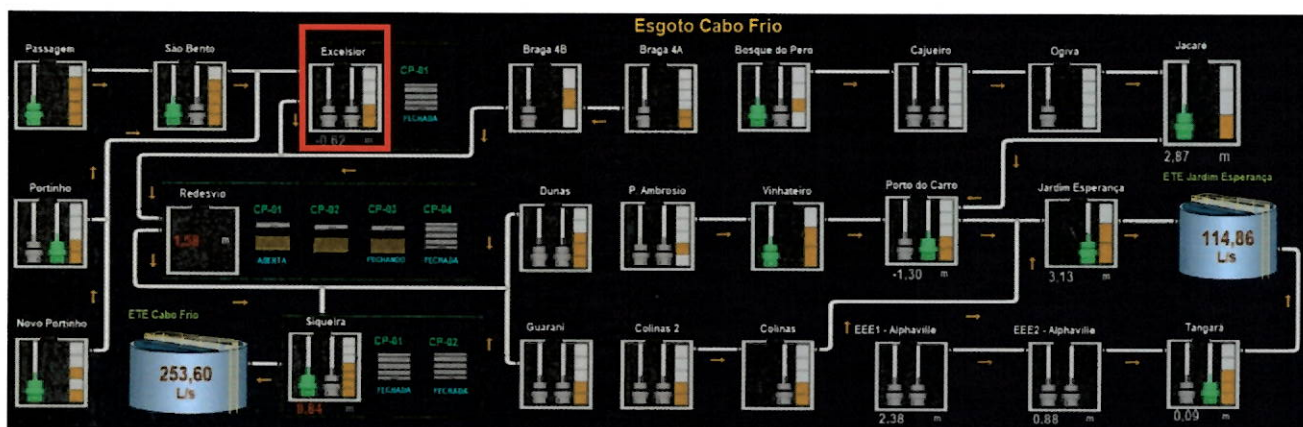 Esgoto Cabo Frio
Passagem
São Bento
Excelsior
CP-01
FECHADA
-0.62 m
Braga 4B
Braga 4A
Bosque do Pero
Cajueiro
Ogiva
Jacaré
2,87 m
Portinho
Redesvio
1,58 m
CP-01
ABERTA
CP-02
CP-03
FECHANDO
CP-04
FECHADA
Dunas
P. Ambrosio
Vinhateiro
Porto do Carro
-1,30 m
Jardim Esperança
3,13 m
ETE Jardim Esperança
114,86
L/s
Novo Portinho
ETE Cabo Frio
253,60
L/s
Siqueira
0,84 m
CP-01
FECHADA
CP-02
FECHADA
Guarani
Colinas 2
Colinas
EEE1 - Alphaville
2.38 m
EEE2 - Alphaville
0.88 m
Tangará
0,09 m